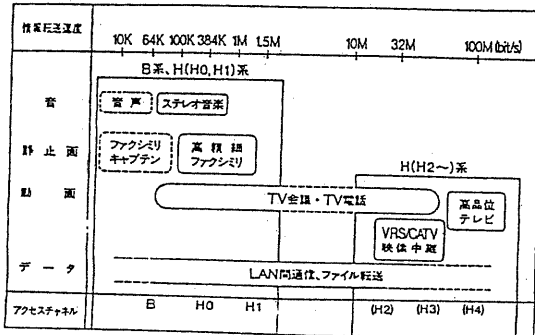 情報転送速度
10K 64K 100K 384K 1M 1.5M 10M 32M 100M (bit/s)
B系、H(H0, H1)系
音
音声
ステレオ音楽
静止画
ファクシミリ
キャプテン
高精細
ファクシミリ
H(H2～)系
動画
TV会議・TV電話
高品位
テレビ
VRS/CATV
映像中継
データ
LAN間通信、ファイル転送
アクセスチャネル
B H0 H1 (H2) (H3) (H4)